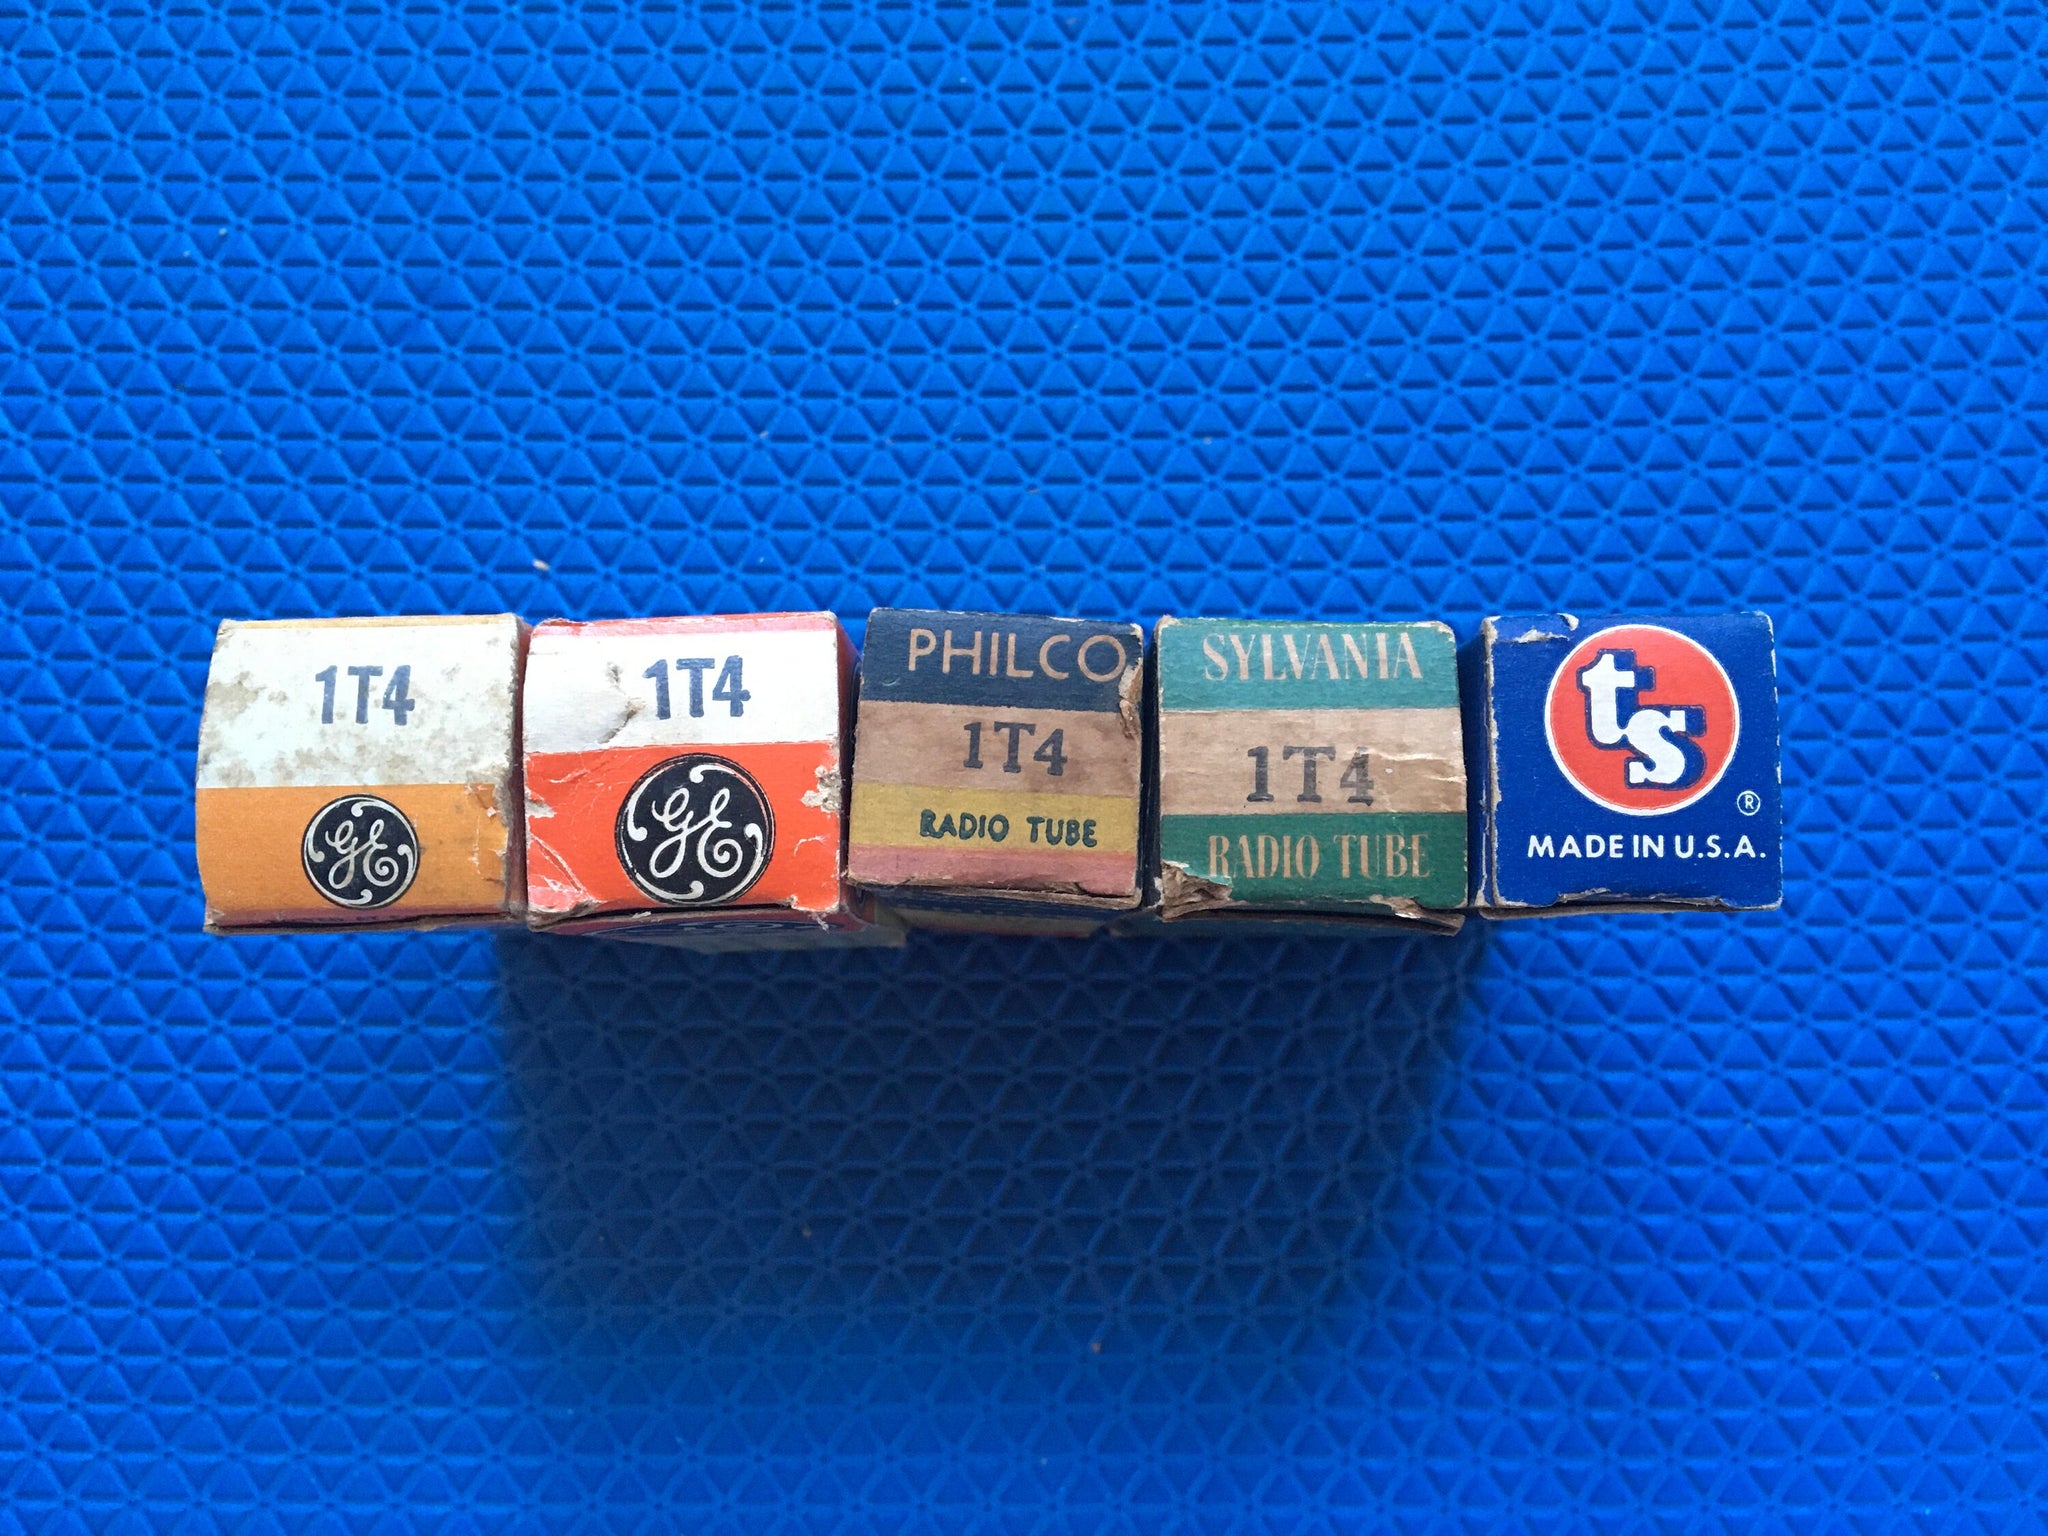 1T4
GE
1T4
GE
PHILCO
1T4
RADIO TUBE
SYLVANIA
1T4
RADIO TUBE
ts
®
MADE IN U.S.A.